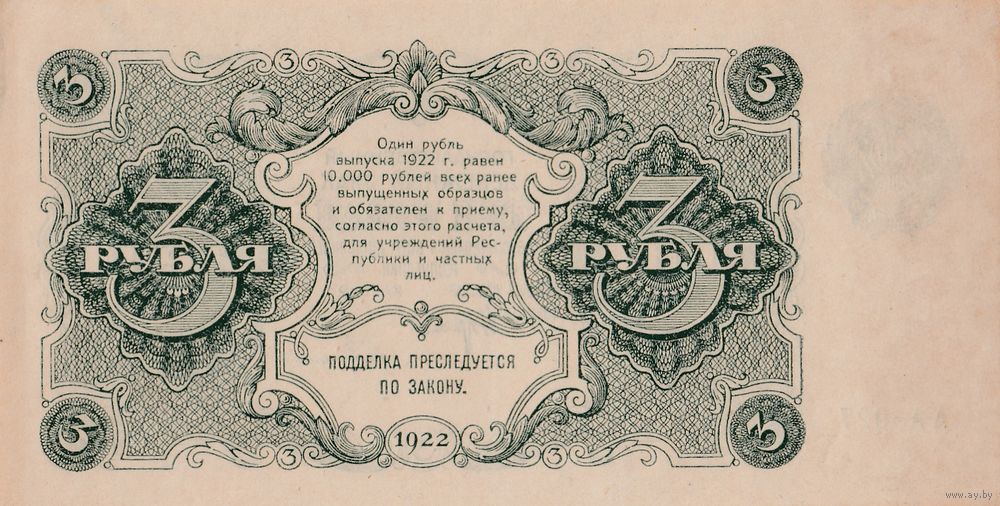 3 3 3 3
Один рубль
выпуска 1922 г. равен
10.000 рублей всех ранее
выпущенных образцов
и обязателен к приему,
согласно этого расчета,
для учреждений Рес-
публики и частных
лиц.
3 РУБЛЯ
3 РУБЛЯ
ПОДДЕЛКА ПРЕСЛЕДУЕТСЯ
ПО ЗАКОНУ.
3 3 1922 3 3
www.ay.by